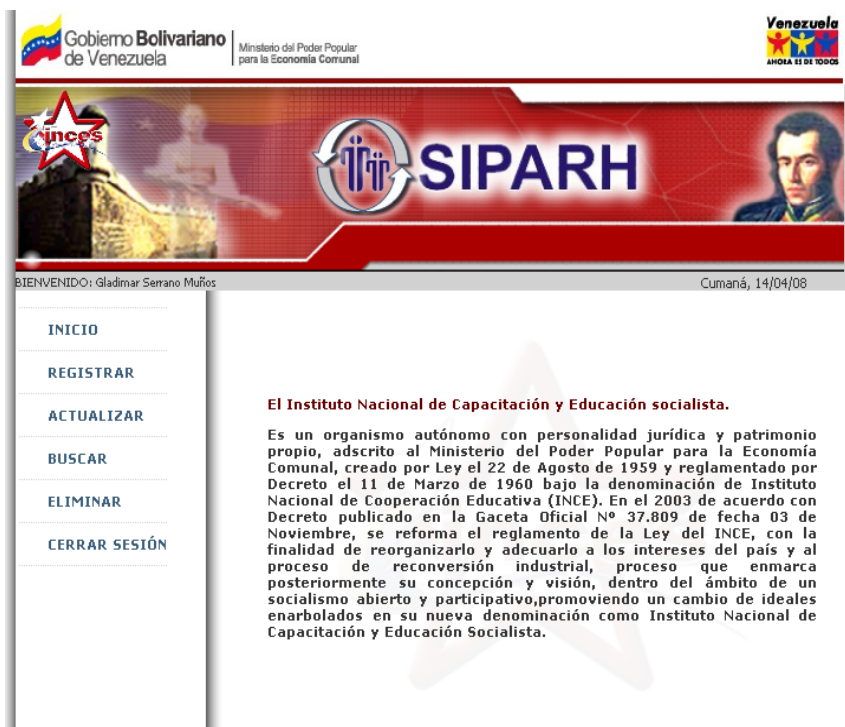 Gobierno Bolivariano
de Venezuela
Ministerio del Poder Popular
para la Economía Comunal
Venezuela
AHORA ES DE TODOS
inces
SIPARH
BIENVENIDO: Gladimar Serrano Muños
Cumaná, 14/04/08
INICIO
REGISTRAR
ACTUALIZAR
BUSCAR
ELIMINAR
CERRAR SESIÓN
El Instituto Nacional de Capacitación y Educación socialista.
Es un organismo autónomo con personalidad jurídica y patrimonio
propio, adscrito al Ministerio del Poder Popular para la Economía
Comunal, creado por Ley el 22 de Agosto de 1959 y reglamentado por
Decreto el 11 de Marzo de 1960 bajo la denominación de Instituto
Nacional de Cooperación Educativa (INCE). En el 2003 de acuerdo con
Decreto publicado en la Gaceta Oficial Nº 37.809 de fecha 03 de
Noviembre, se reforma el reglamento de la Ley del INCE, con la
finalidad de reorganizarlo y adecuarlo a los intereses del país y al
proceso de reconversión industrial, proceso que enmarca
posteriormente su concepción y visión, dentro del ámbito de un
socialismo abierto y participativo,promoviendo un cambio de ideales
enarbolados en su nueva denominación como Instituto Nacional de
Capacitación y Educación Socialista.